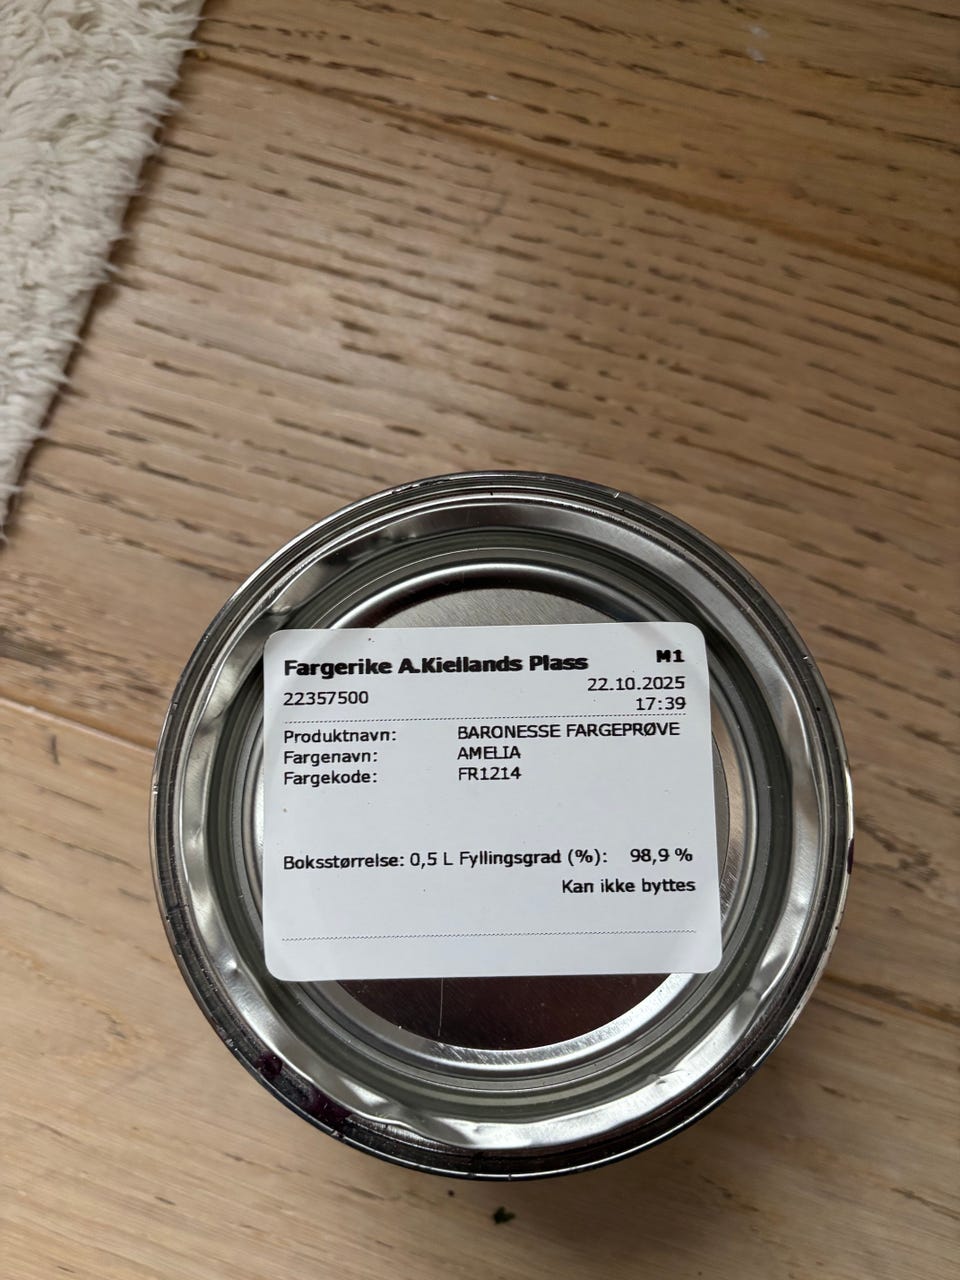 Fargerike A.Kiellands Plass M1
22357500 22.10.2025
17:39
Produktnavn: BARONESSE FARGEPRØVE
Fargenavn: AMELIA
Fargekode: FR1214
Boksstørrelse: 0,5 L Fyllingsgrad (%): 98,9 %
Kan ikke byttes